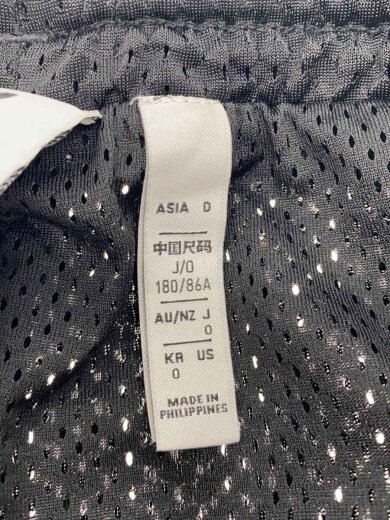 ASIA D
中国尺码
J/O
180/86A
AU/NZ J
O
KR US
O
MADE IN
PHILIPPINES